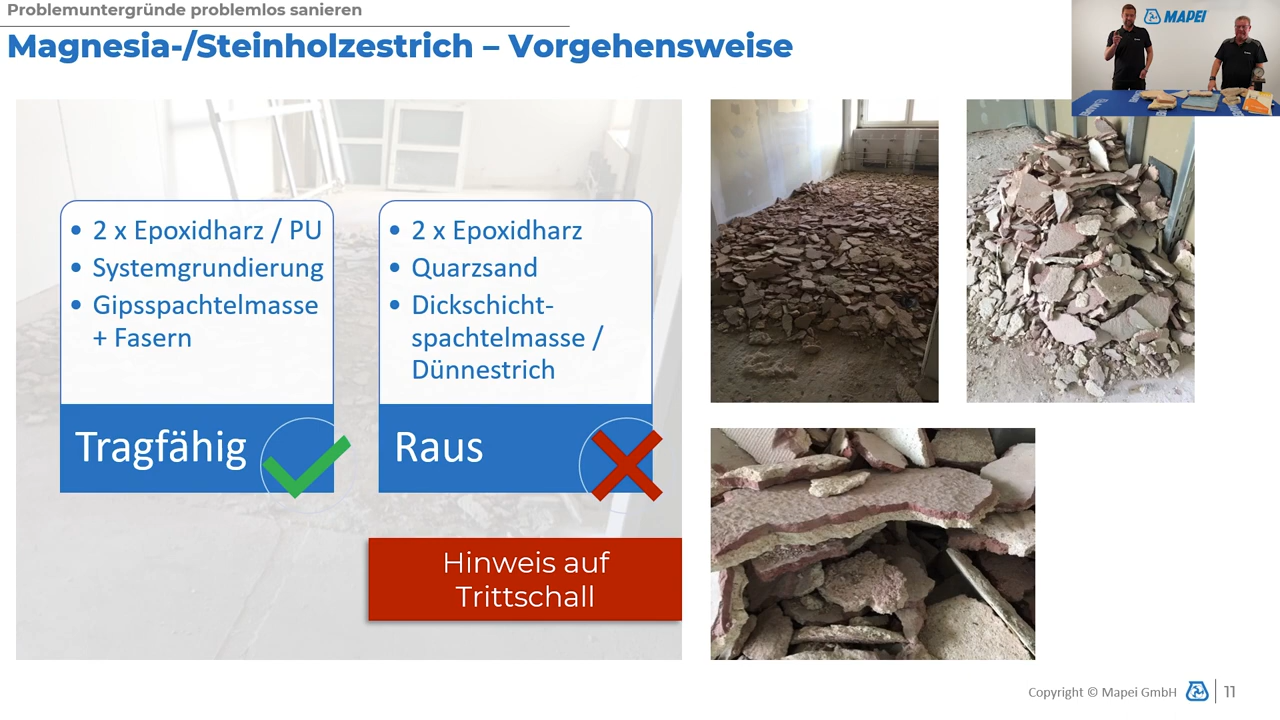 Problemuntergründe problemlos sanieren
Magnesia-/Steinholzestrich – Vorgehensweise
MAPEI
• 2 x Epoxidharz / PU
• Systemgrundierung
• Gipsspachtelmasse
+ Fasern
Tragfähig
• 2 x Epoxidharz
• Quarzsand
• Dickschicht-
spachtelmasse /
Dünnestrich
Raus
Hinweis auf
Trittschall
Copyright © Mapei GmbH
11